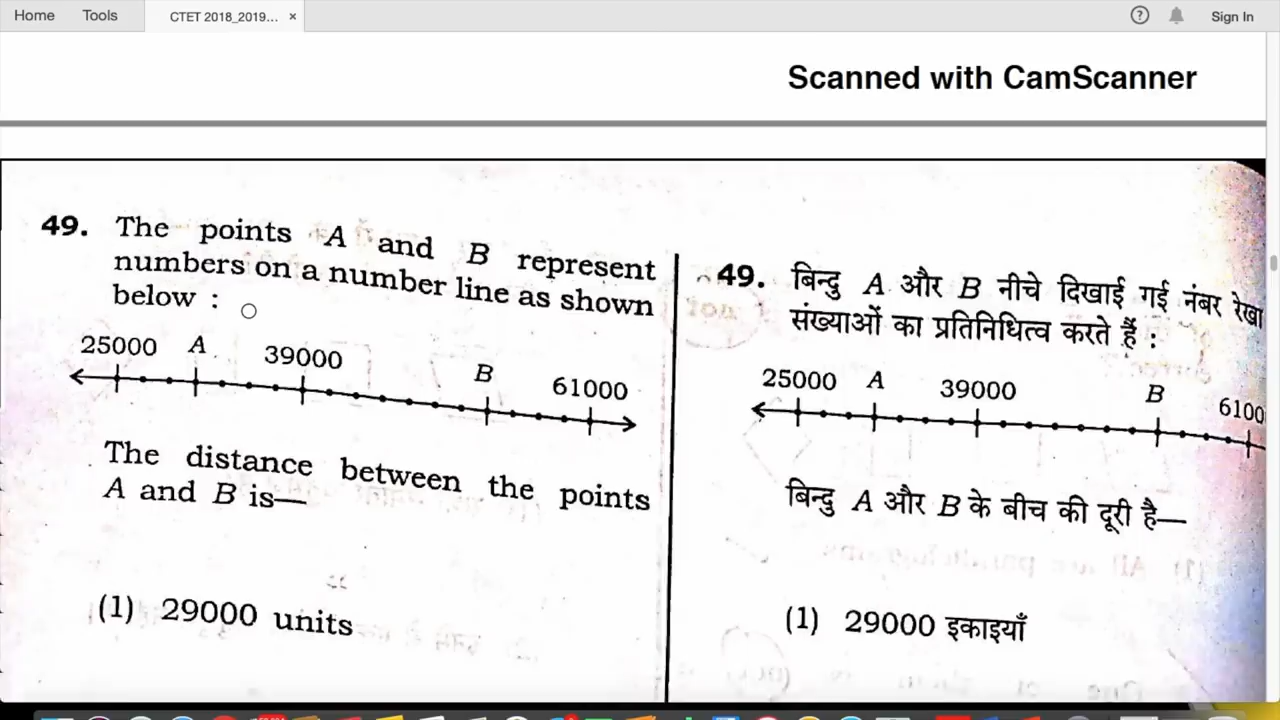 Home Tools CTET 2018_2019... × ? Sign In
Scanned with CamScanner
49. The points A and B represent
numbers on a number line as shown
below :
25000 A 39000 B 61000
The distance between the points
A and B is—
(1) 29000 units
49. बिन्दु A और B नीचे दिखाई गई नंबर रेखा
संख्याओं का प्रतिनिधित्व करते हैं :
25000 A 39000 B 6100
बिन्दु A और B के बीच की दूरी है—
(1) 29000 इकाइयाँ